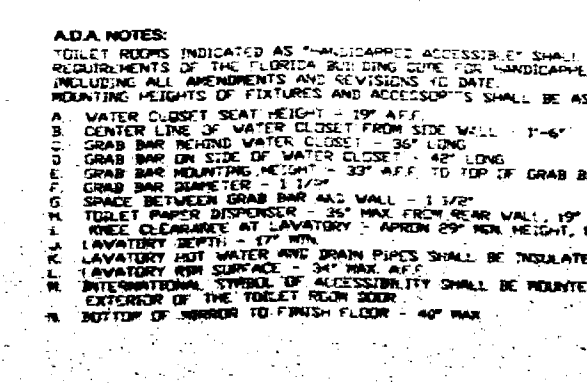 A.D.A. NOTES:
TOILET ROOMS INDICATED AS "HANDICAPPED ACCESSIBLE" SHALL
REQUIREMENTS OF THE FLORIDA BUILDING CODE FOR HANDICAPPE
INCLUDING ALL AMENDMENTS AND REVISIONS TO DATE.
MOUNTING HEIGHTS OF FIXTURES AND ACCESSORIES SHALL BE AS
A. WATER CLOSET SEAT HEIGHT - 19" A.F.F.
B. CENTER LINE OF WATER CLOSET FROM SIDE WALL - 1'-6"
C. GRAB BAR BEHIND WATER CLOSET - 36" LONG
D. GRAB BAR ON SIDE OF WATER CLOSET - 42" LONG
E. GRAB BAR MOUNTING HEIGHT - 33" A.F.F. TO TOP OF GRAB B
F. GRAB BAR DIAMETER - 1 1/2"
G. SPACE BETWEEN GRAB BAR AND WALL - 1 1/2"
H. TOILET PAPER DISPENSER - 36" MAX. FROM REAR WALL, 19"
I. KNEE CLEARANCE AT LAVATORY - APRON 29" MIN. HEIGHT,
J. LAVATORY DEPTH - 17" MIN.
K. LAVATORY HOT WATER AND DRAIN PIPES SHALL BE INSULATE
L. LAVATORY RIM SURFACE - 34" MAX. A.F.F.
M. INTERNATIONAL SYMBOL OF ACCESSIBILITY SHALL BE MOUNTE
EXTERIOR OF THE TOILET ROOM DOOR
N. BOTTOM OF MIRROR TO FINISH FLOOR - 40" MAX